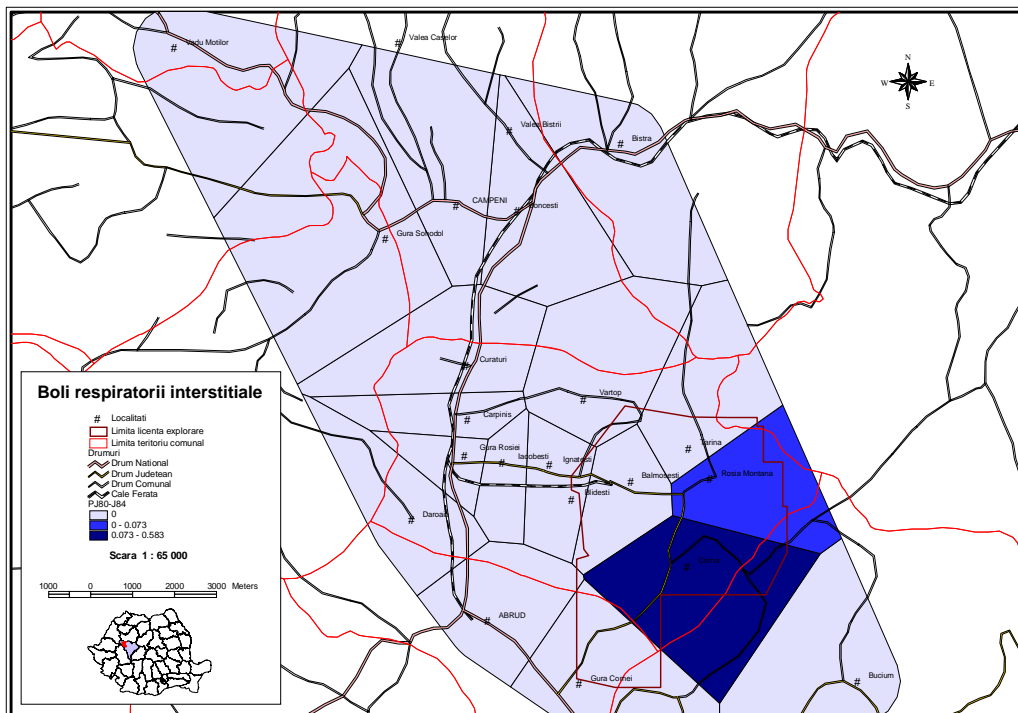 Vadu Motilor
#
Valea Caselor
#
N
W E
S
Valea Bistrii
#
Bistra
#
CAMPENI
#
#
Gura Sohodol
#
Curaturi
#
Vartop
#
Carpinis
#
Gura Rosiei
#
Iacobesti
#
Ignatesti
#
Tarina
#
Balmosesti
#
Rosia Montana
#
Blidesti
#
Daroaia
#
#
ABRUD
#
Gura Cornei
#
Bucium
#
Boli respiratorii interstitiale
# Localitati
Limita licenta explorare
Limita teritoriu comunal
Drumuri
Drum National
Drum Judetean
Drum Comunal
Cale Ferata
PJ80-J84
0
0 - 0.073
0.073 - 0.583
Scara 1 : 65 000
1000 0 1000 2000 3000 Meters